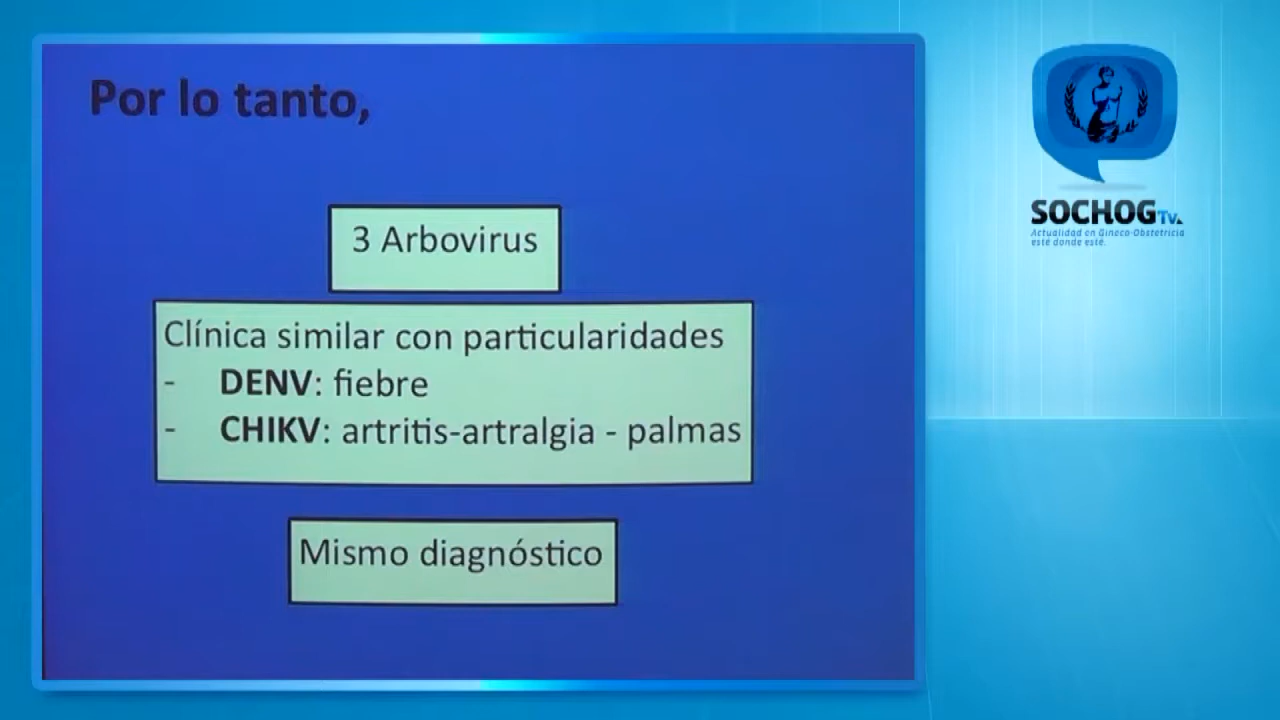 Por lo tanto,
3 Arbovirus
Clínica similar con particularidades
- DENV: fiebre
- CHIKV: artritis-artralgia - palmas
Mismo diagnóstico
SOCHOG Tv.
Actualidad en Gineco-Obstetricia
esté donde esté.